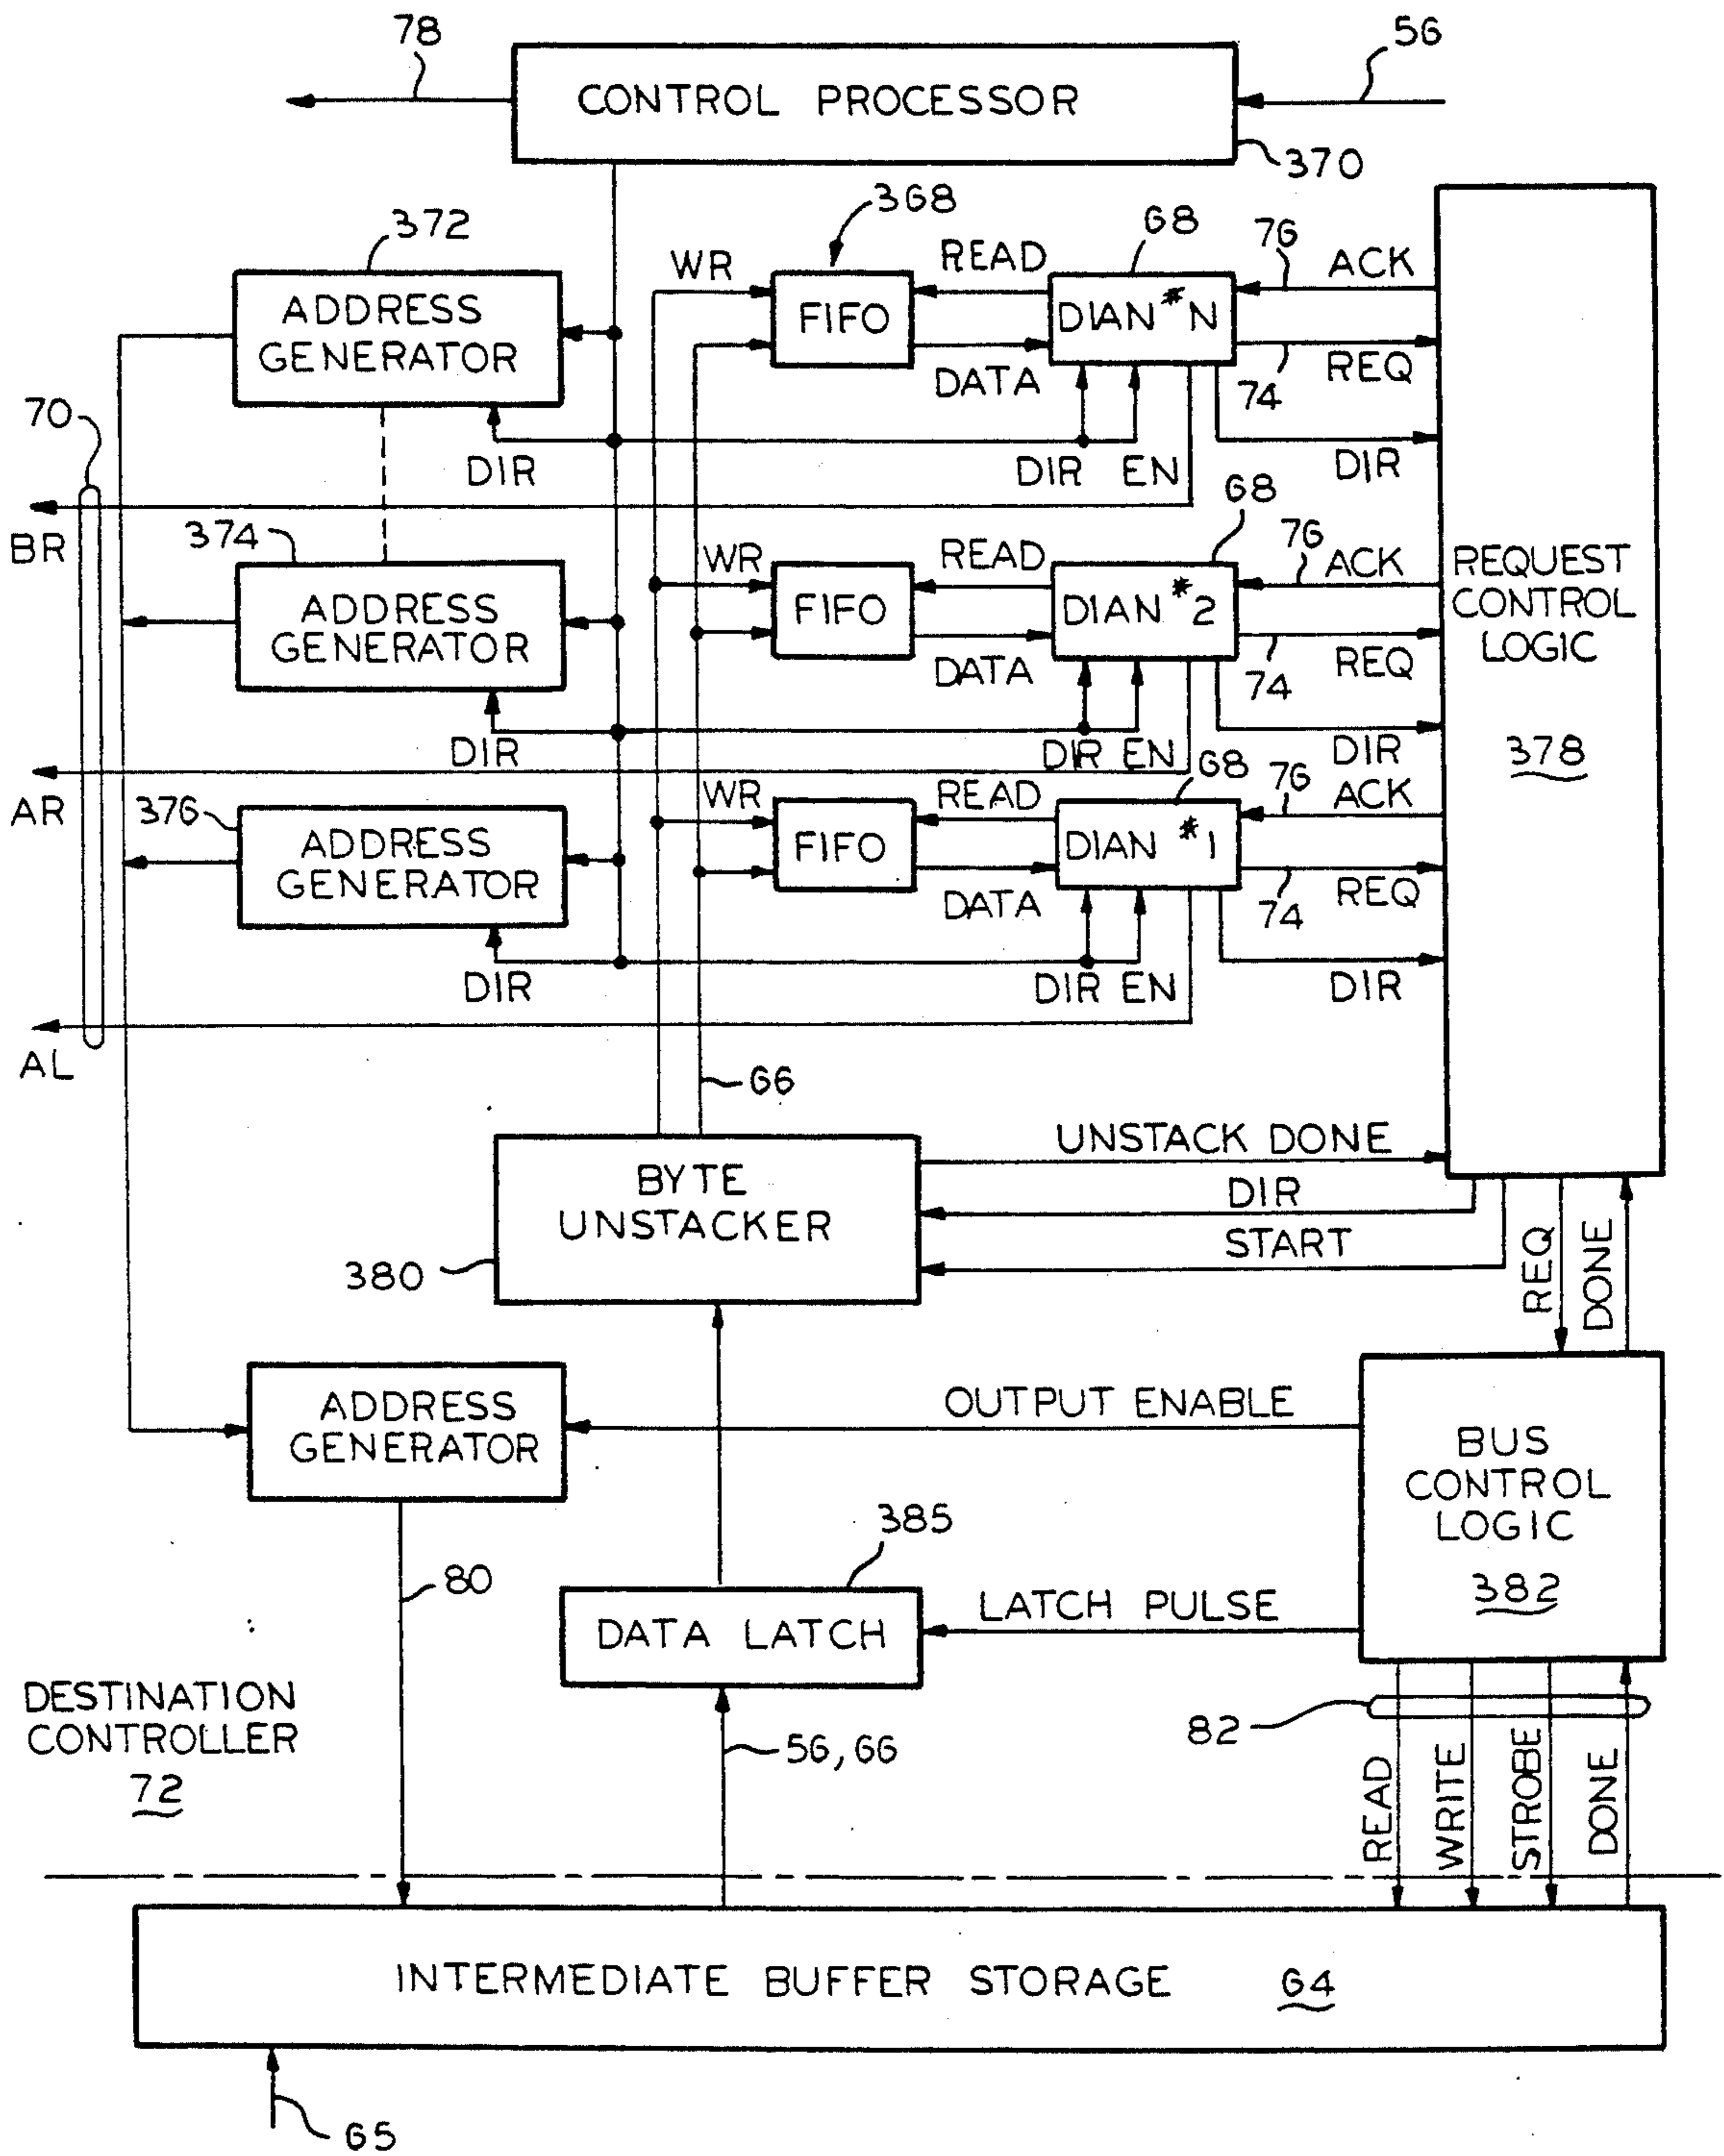 78
56
CONTROL PROCESSOR
370
372
368
68
WR
READ
76
ACK
ADDRESS
GENERATOR
FIFO
DIAN #N
DATA
74
REQ
70
DIR
DIR EN
DIR
BR
374
68
WR
READ
76
ACK
ADDRESS
GENERATOR
FIFO
DIAN #2
REQUEST
CONTROL
LOGIC
378
DATA
74
REQ
DIR
DIR EN
DIR
AR
376
68
WR
READ
76
ACK
ADDRESS
GENERATOR
FIFO
DIAN #1
DATA
74
REQ
DIR
DIR EN
DIR
AL
66
UNSTACK DONE
BYTE
UNSTACKER
DIR
START
380
REQ
DONE
ADDRESS
GENERATOR
OUTPUT ENABLE
BUS
CONTROL
LOGIC
382
385
80
DATA LATCH
LATCH PULSE
DESTINATION
CONTROLLER
72
56, 66
82
READ
WRITE
STROBE
DONE
INTERMEDIATE BUFFER STORAGE 64
65